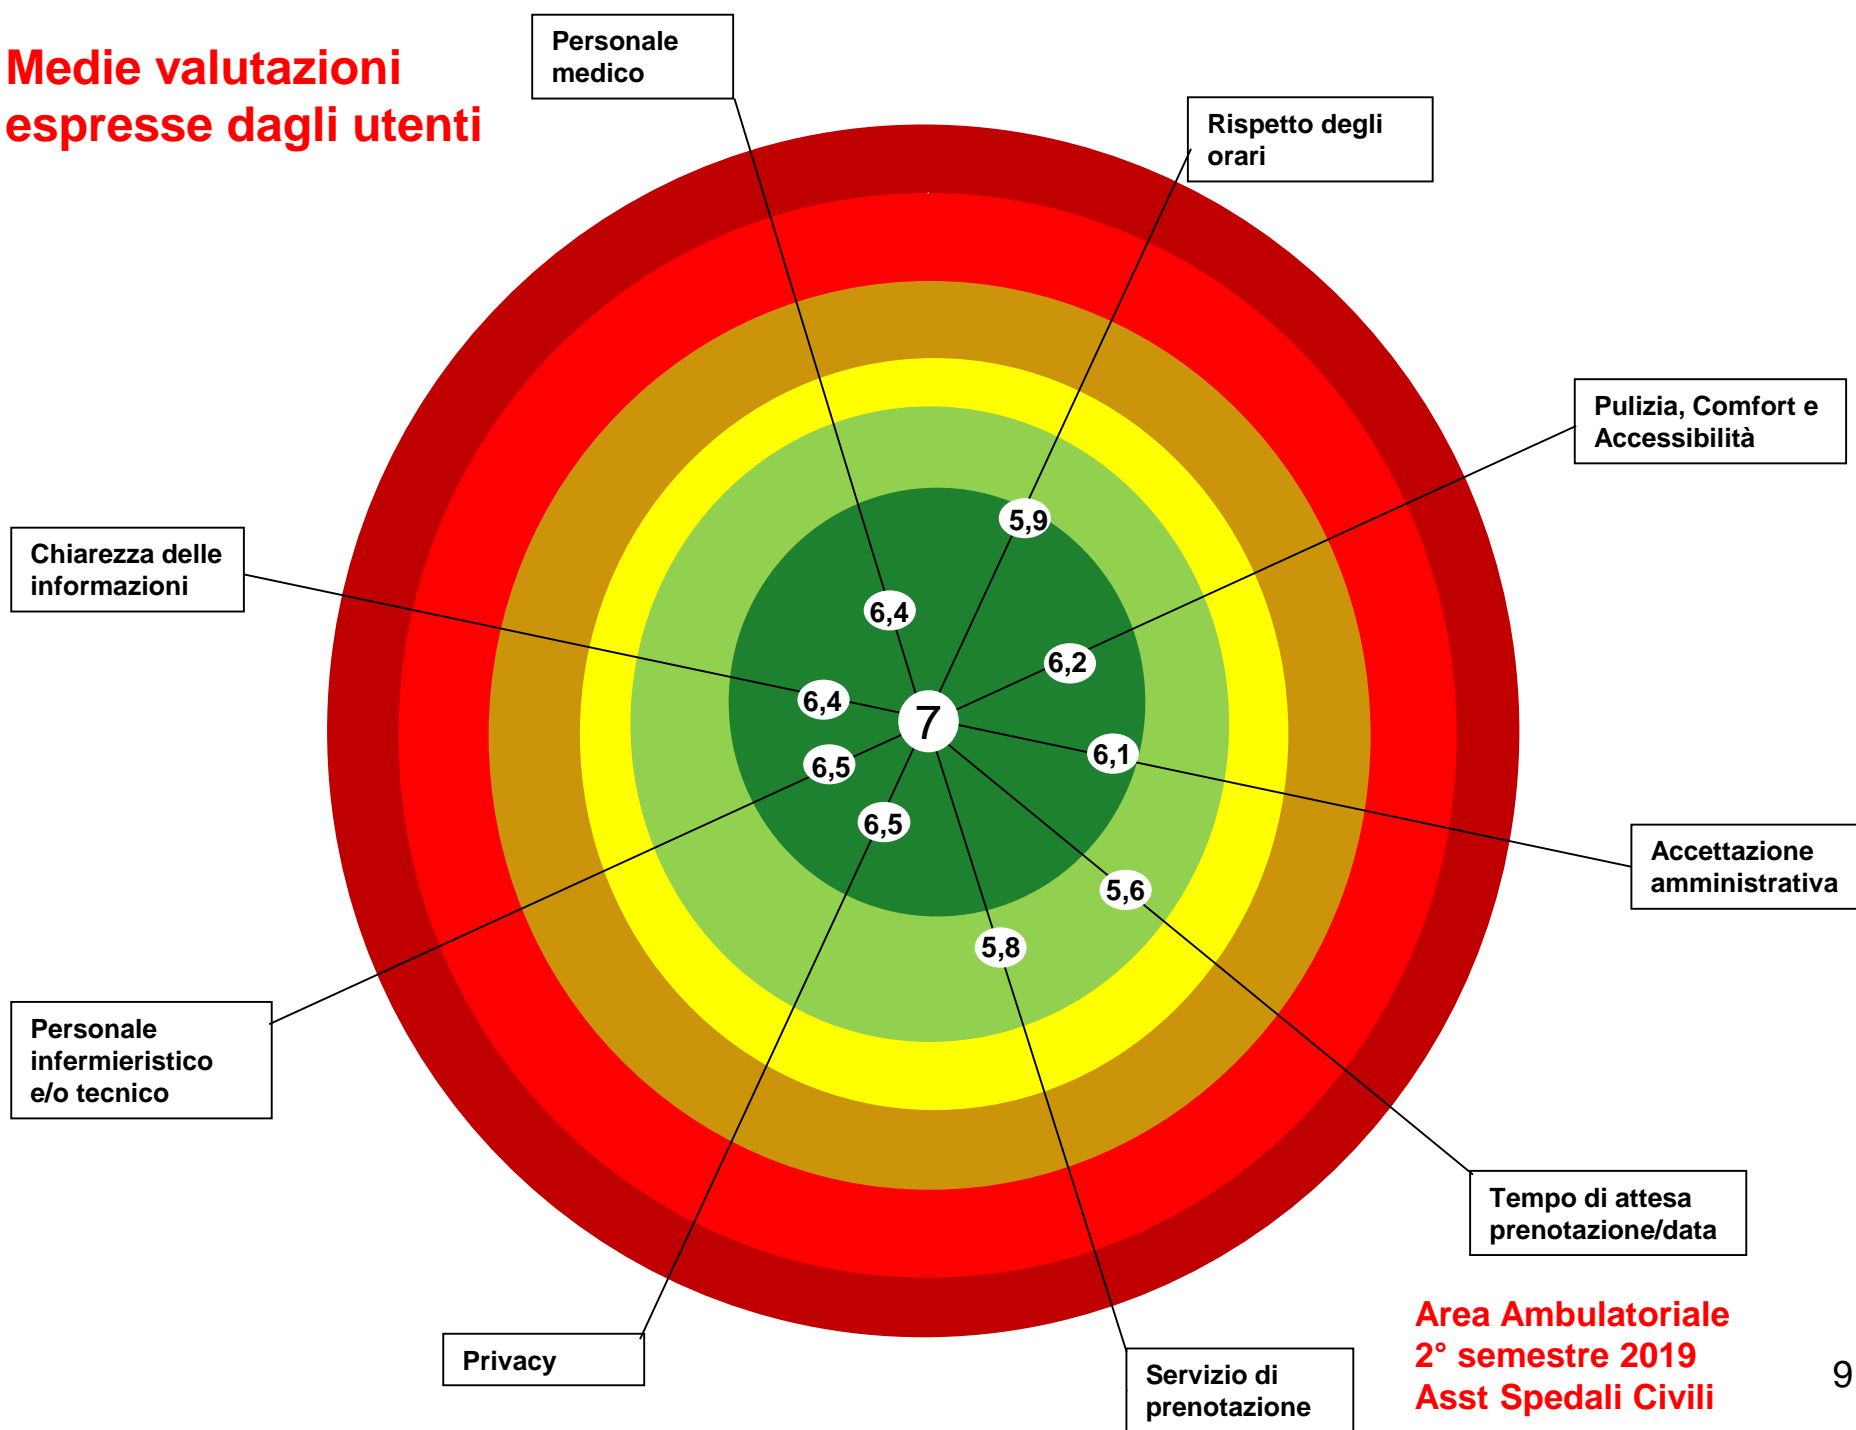 Medie valutazioni
espresse dagli utenti
Personale
medico
Rispetto degli
orari
Pulizia, Comfort e
Accessibilità
Chiarezza delle
informazioni
5,9
6,4
6,2
6,4
7
6,1
6,5
6,5
5,6
5,8
Accettazione
amministrativa
Personale
infermieristico
e/o tecnico
Tempo di attesa
prenotazione/data
Privacy
Servizio di
prenotazione
Area Ambulatoriale
2° semestre 2019
Asst Spedali Civili
9